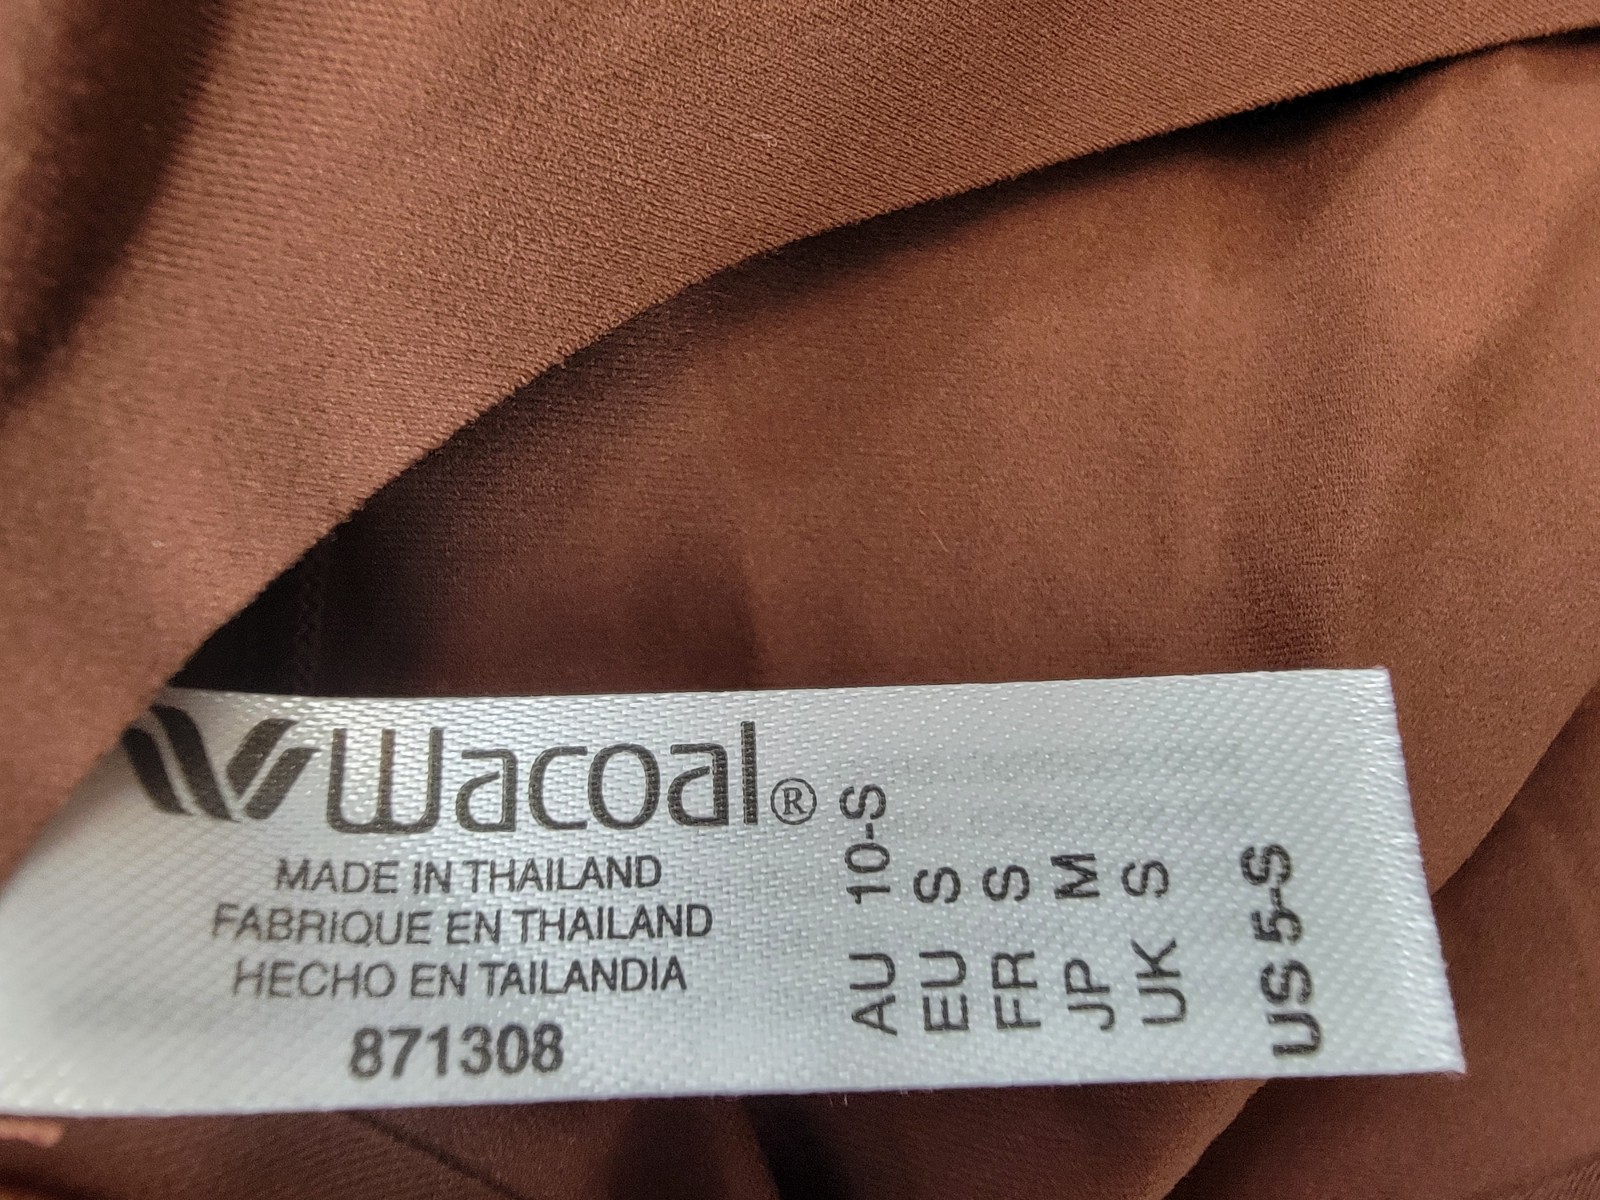 Wacoal®
MADE IN THAILAND
FABRIQUE EN THAILAND
HECHO EN TAILANDIA
871308
AU 10-S
EU S
FR S
JP M
UK S
US 5-S